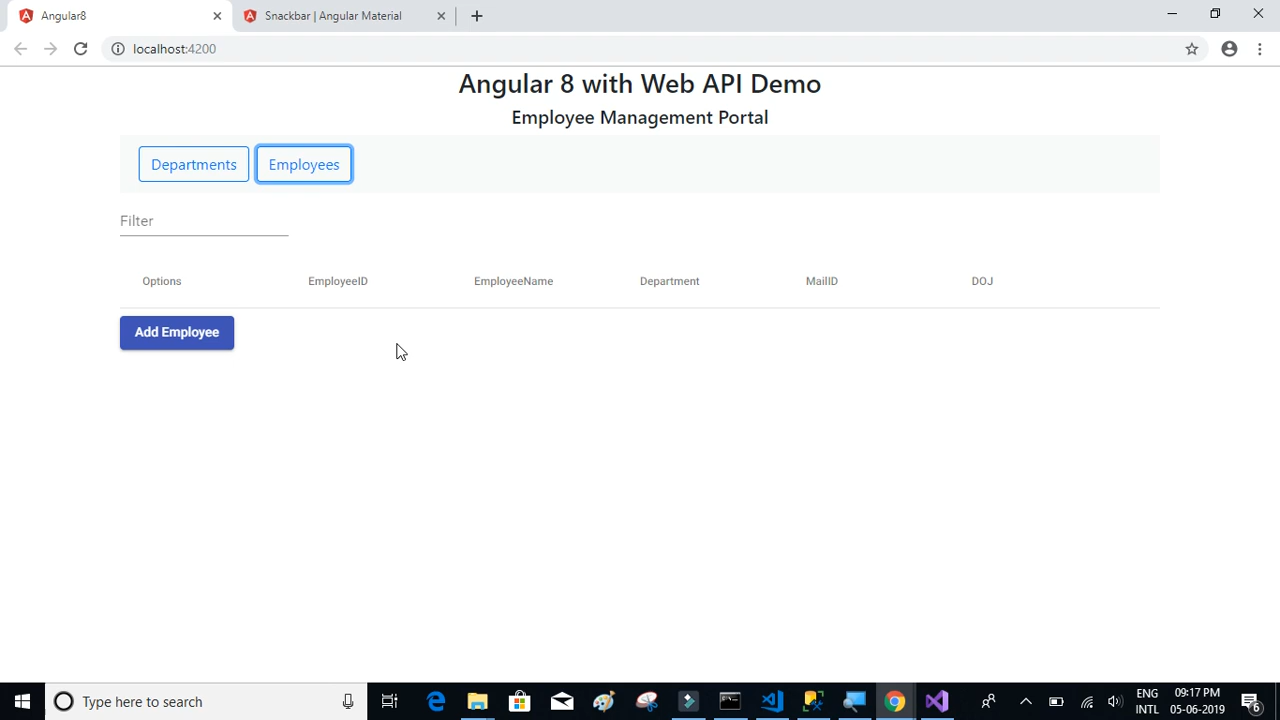 Angular8
Snackbar | Angular Material
localhost:4200
Angular 8 with Web API Demo
Employee Management Portal
Departments
Employees
Filter
Options EmployeeID EmployeeName Department MailID DOJ
Add Employee
Type here to search
ENG 09:17 PM
INTL 05-06-2019
6